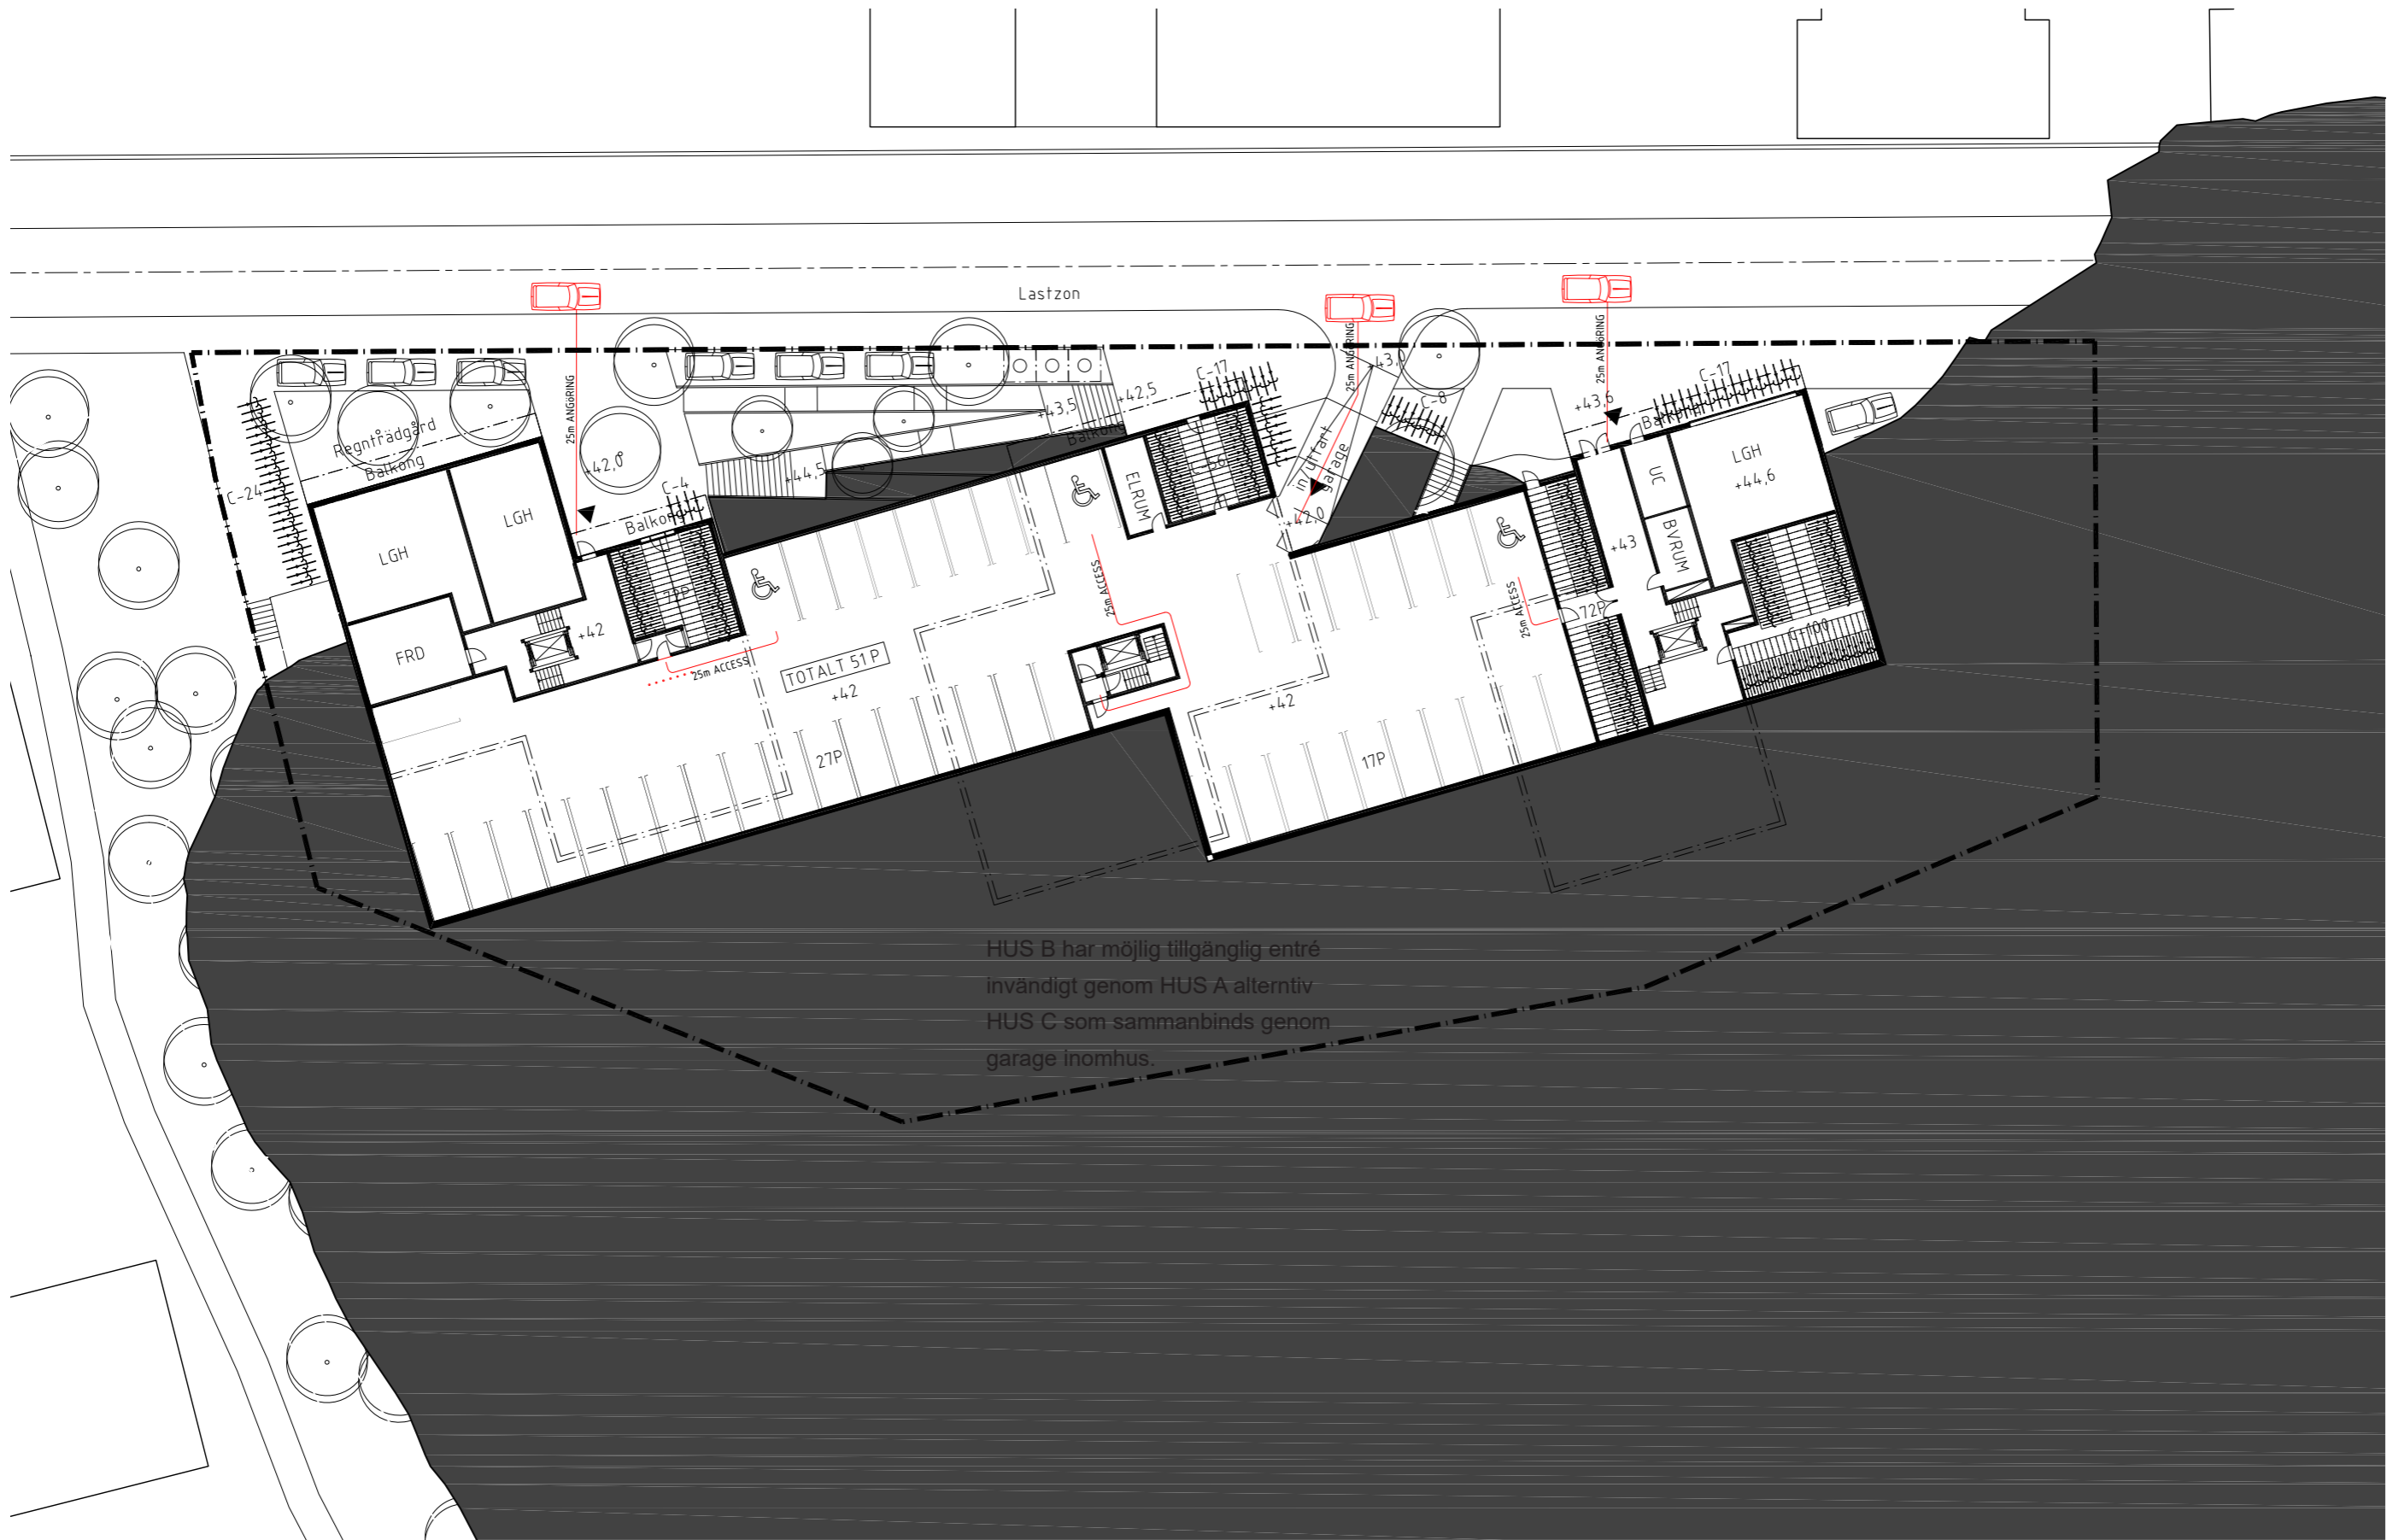 Lastzon
25m ANGöRING
25m ANGöRING
25m ANGöRING
+43,0
C-17
C-17
+42,5
+43,5
+43,6
C-8
Balkong
Balkong
Regnträdgård
Balkong
C-24
+42,0
+44,5
C-4
Balkong
in/utfart
garage
+42,0
ELRUM
UC
LGH
+44,6
BVRUM
+43
LGH
LGH
FRD
+42
72P
25m ACCESS
25m ACCESS
25m ACCESS
72P
C-100
TOTALT 51 P
+42
+42
27P
17P
HUS B har möjlig tillgänglig entré
invändigt genom HUS A alterntiv
HUS C som sammanbinds genom
garage inomhus.